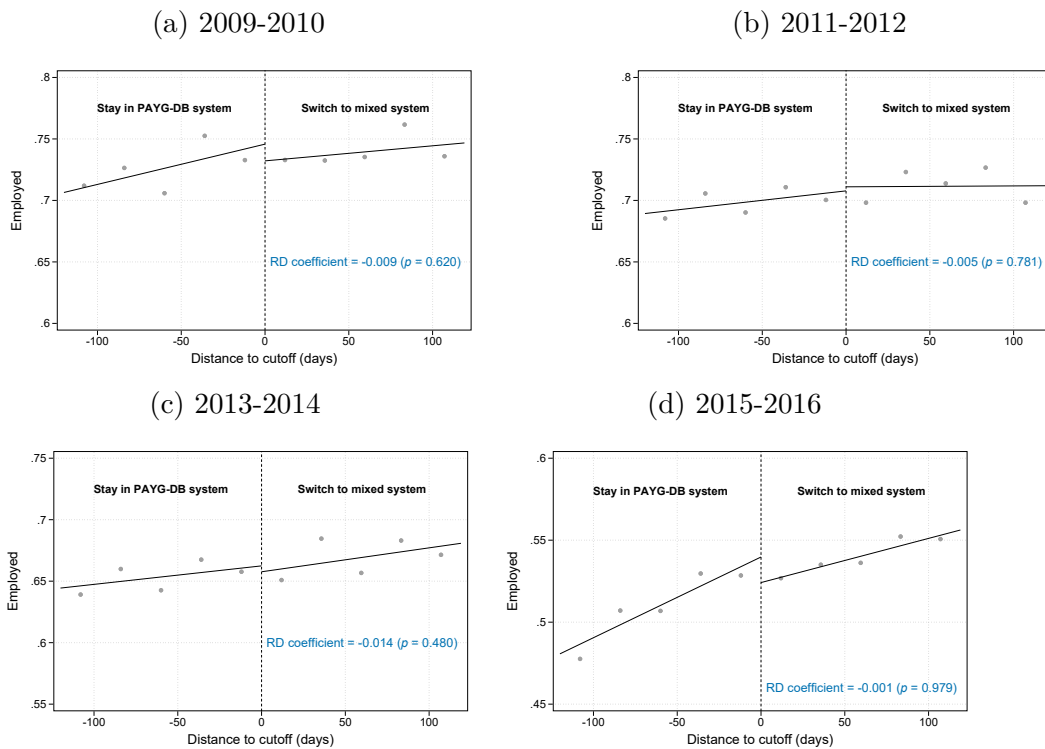 (a) 2009-2010
(b) 2011-2012
.8
.75
.7
.65
.6
Employed
Stay in PAYG-DB system
Switch to mixed system
RD coefficient = -0.009 (p = 0.620)
-100
-50
0
50
100
Distance to cutoff (days)
.8
.75
.7
.65
.6
Employed
Stay in PAYG-DB system
Switch to mixed system
RD coefficient = -0.005 (p = 0.781)
-100
-50
0
50
100
Distance to cutoff (days)
(c) 2013-2014
(d) 2015-2016
.75
.7
.65
.6
.55
Employed
Stay in PAYG-DB system
Switch to mixed system
RD coefficient = -0.014 (p = 0.480)
-100
-50
0
50
100
Distance to cutoff (days)
.6
.55
.5
.45
Employed
Stay in PAYG-DB system
Switch to mixed system
RD coefficient = -0.001 (p = 0.979)
-100
-50
0
50
100
Distance to cutoff (days)